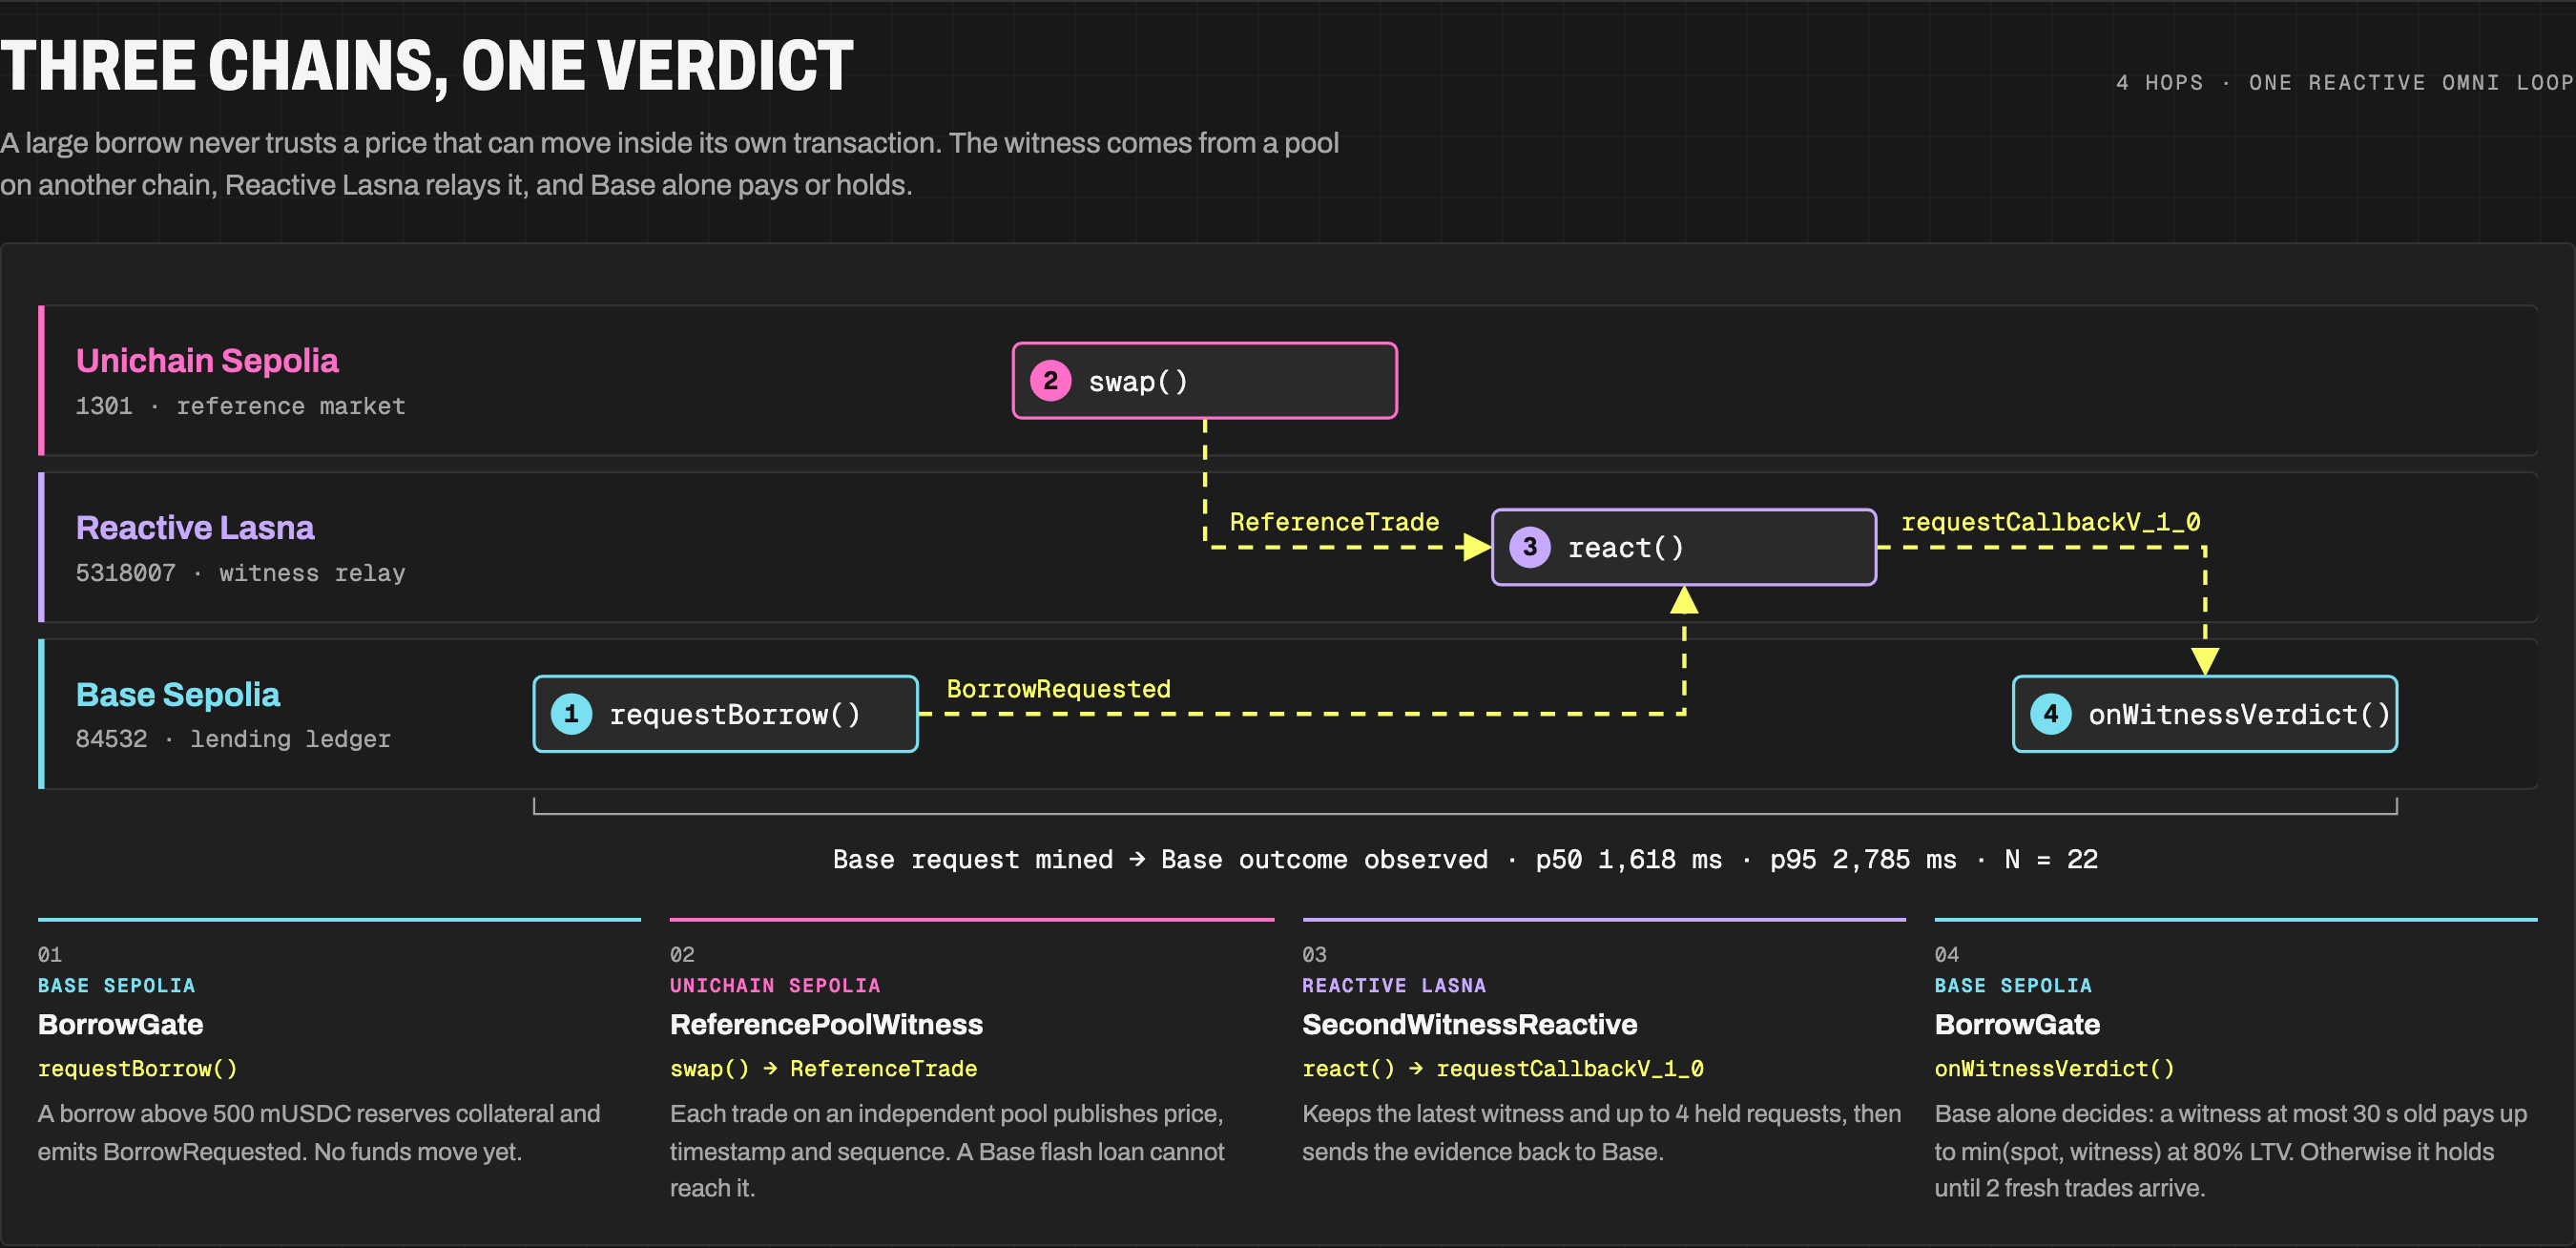 THREE CHAINS, ONE VERDICT
4 HOPS · ONE REACTIVE OMNI LOOP
A large borrow never trusts a price that can move inside its own transaction. The witness comes from a pool
on another chain, Reactive Lasna relays it, and Base alone pays or holds.
Unichain Sepolia
1301 · reference market
2 swap()
Reactive Lasna
5318007 · witness relay
ReferenceTrade
3 react()
requestCallbackV_1_0
Base Sepolia
84532 · lending ledger
1 requestBorrow()
BorrowRequested
4 onWitnessVerdict()
Base request mined → Base outcome observed · p50 1,618 ms · p95 2,785 ms · N = 22
01
BASE SEPOLIA
BorrowGate
requestBorrow()
A borrow above 500 mUSDC reserves collateral and
emits BorrowRequested. No funds move yet.
02
UNICHAIN SEPOLIA
ReferencePoolWitness
swap() → ReferenceTrade
Each trade on an independent pool publishes price,
timestamp and sequence. A Base flash loan cannot
reach it.
03
REACTIVE LASNA
SecondWitnessReactive
react() → requestCallbackV_1_0
Keeps the latest witness and up to 4 held requests, then
sends the evidence back to Base.
04
BASE SEPOLIA
BorrowGate
onWitnessVerdict()
Base alone decides: a witness at most 30 s old pays up
to min(spot, witness) at 80% LTV. Otherwise it holds
until 2 fresh trades arrive.